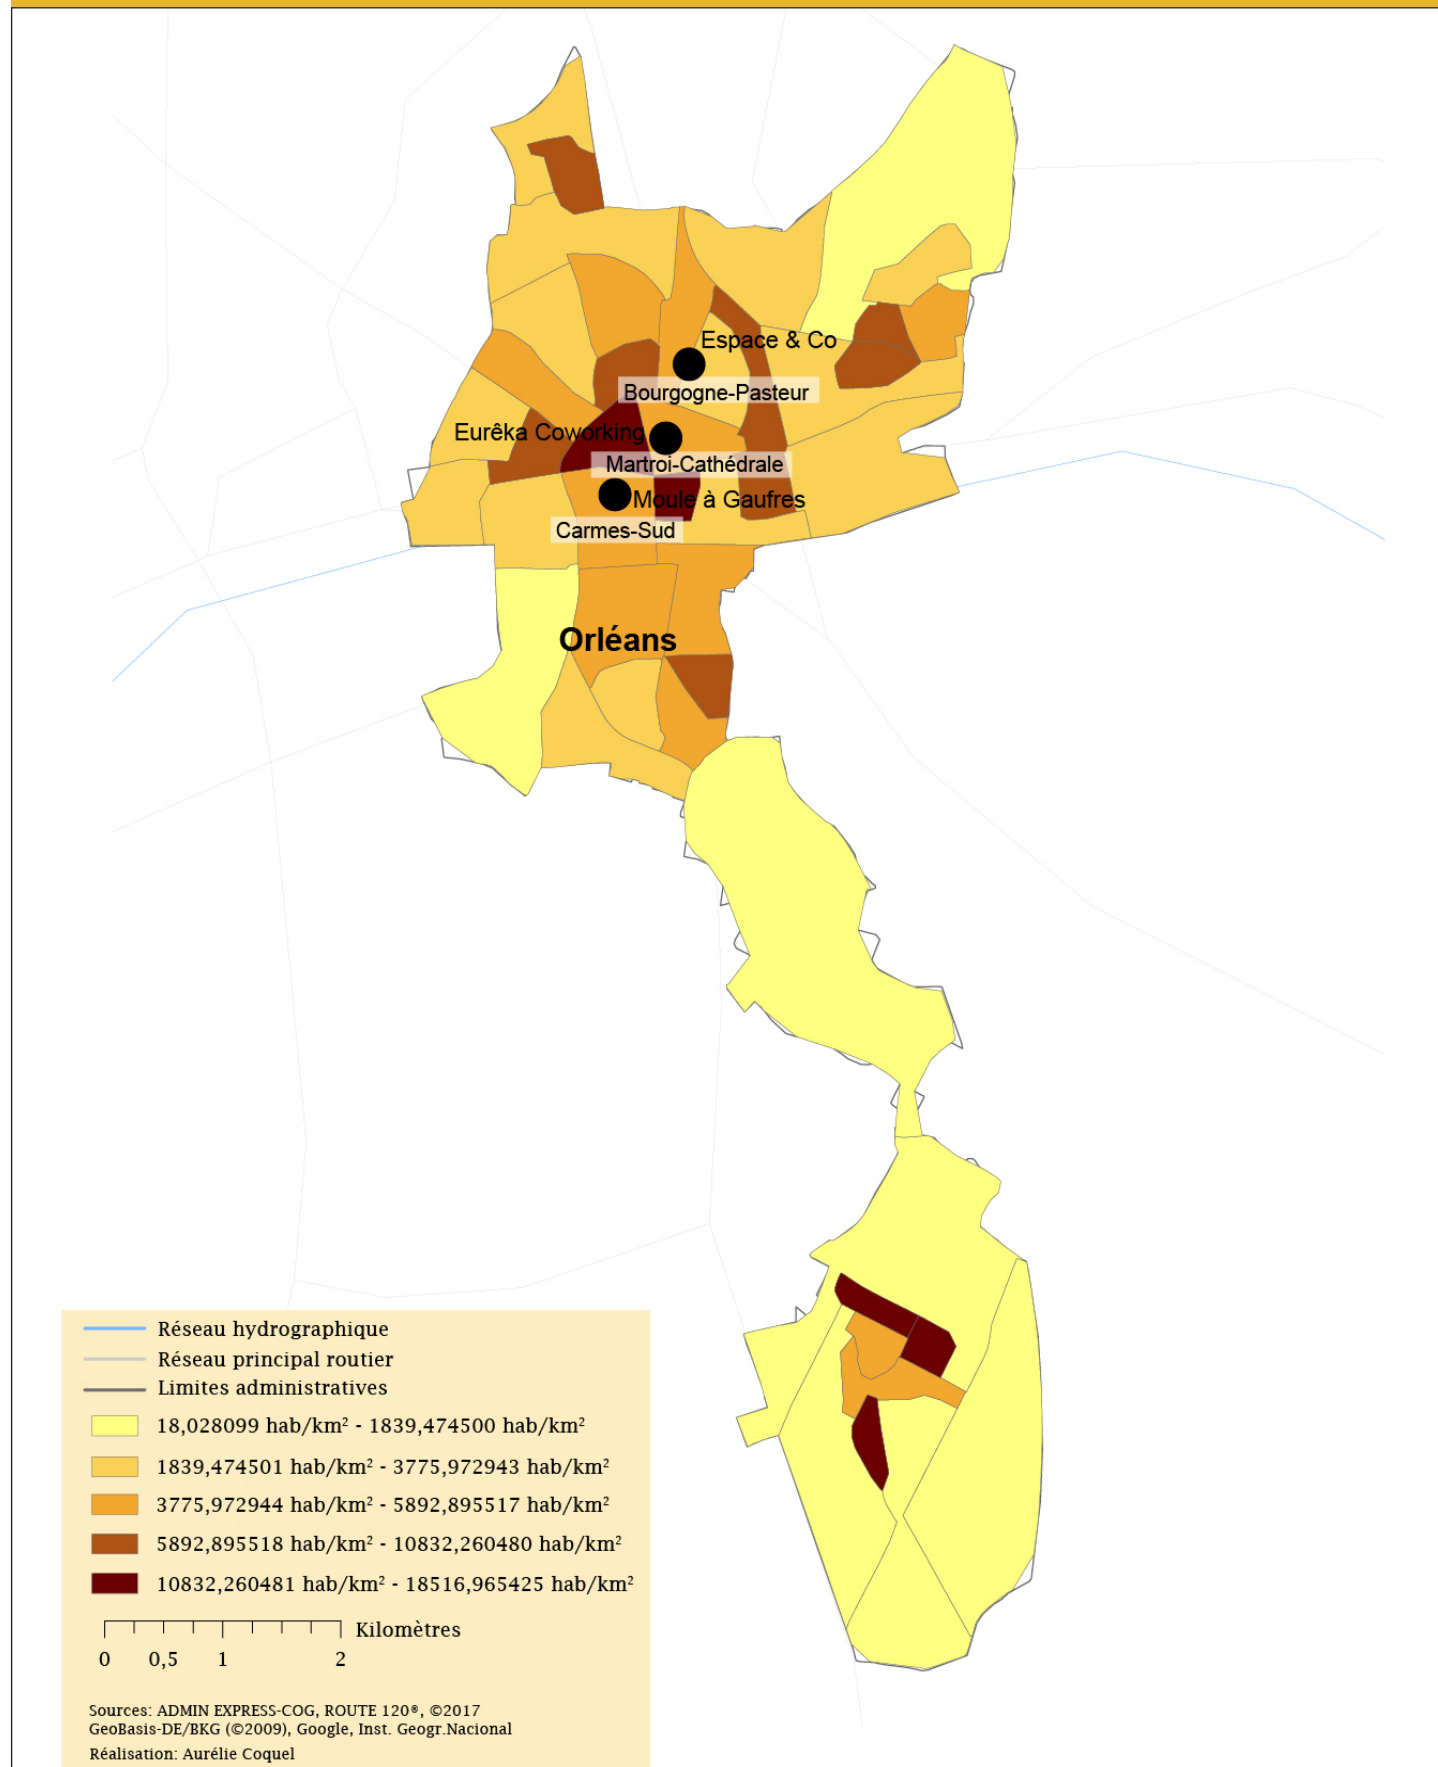 Espace & Co
Bourgogne-Pasteur
Eurêka Coworking
Martroi-Cathédrale
Moule à Gaufres
Carmes-Sud
Orléans
Réseau hydrographique
Réseau principal routier
Limites administratives
18,028099 hab/km² - 1839,474500 hab/km²
1839,474501 hab/km² - 3775,972943 hab/km²
3775,972944 hab/km² - 5892,895517 hab/km²
5892,895518 hab/km² - 10832,260480 hab/km²
10832,260481 hab/km² - 18516,965425 hab/km²
Kilomètres
0 0,5 1 2
Sources: ADMIN EXPRESS-COG, ROUTE 120®, ©2017
GeoBasis-DE/BKG (©2009), Google, Inst. Geogr.Nacional
Réalisation: Aurélie Coquel